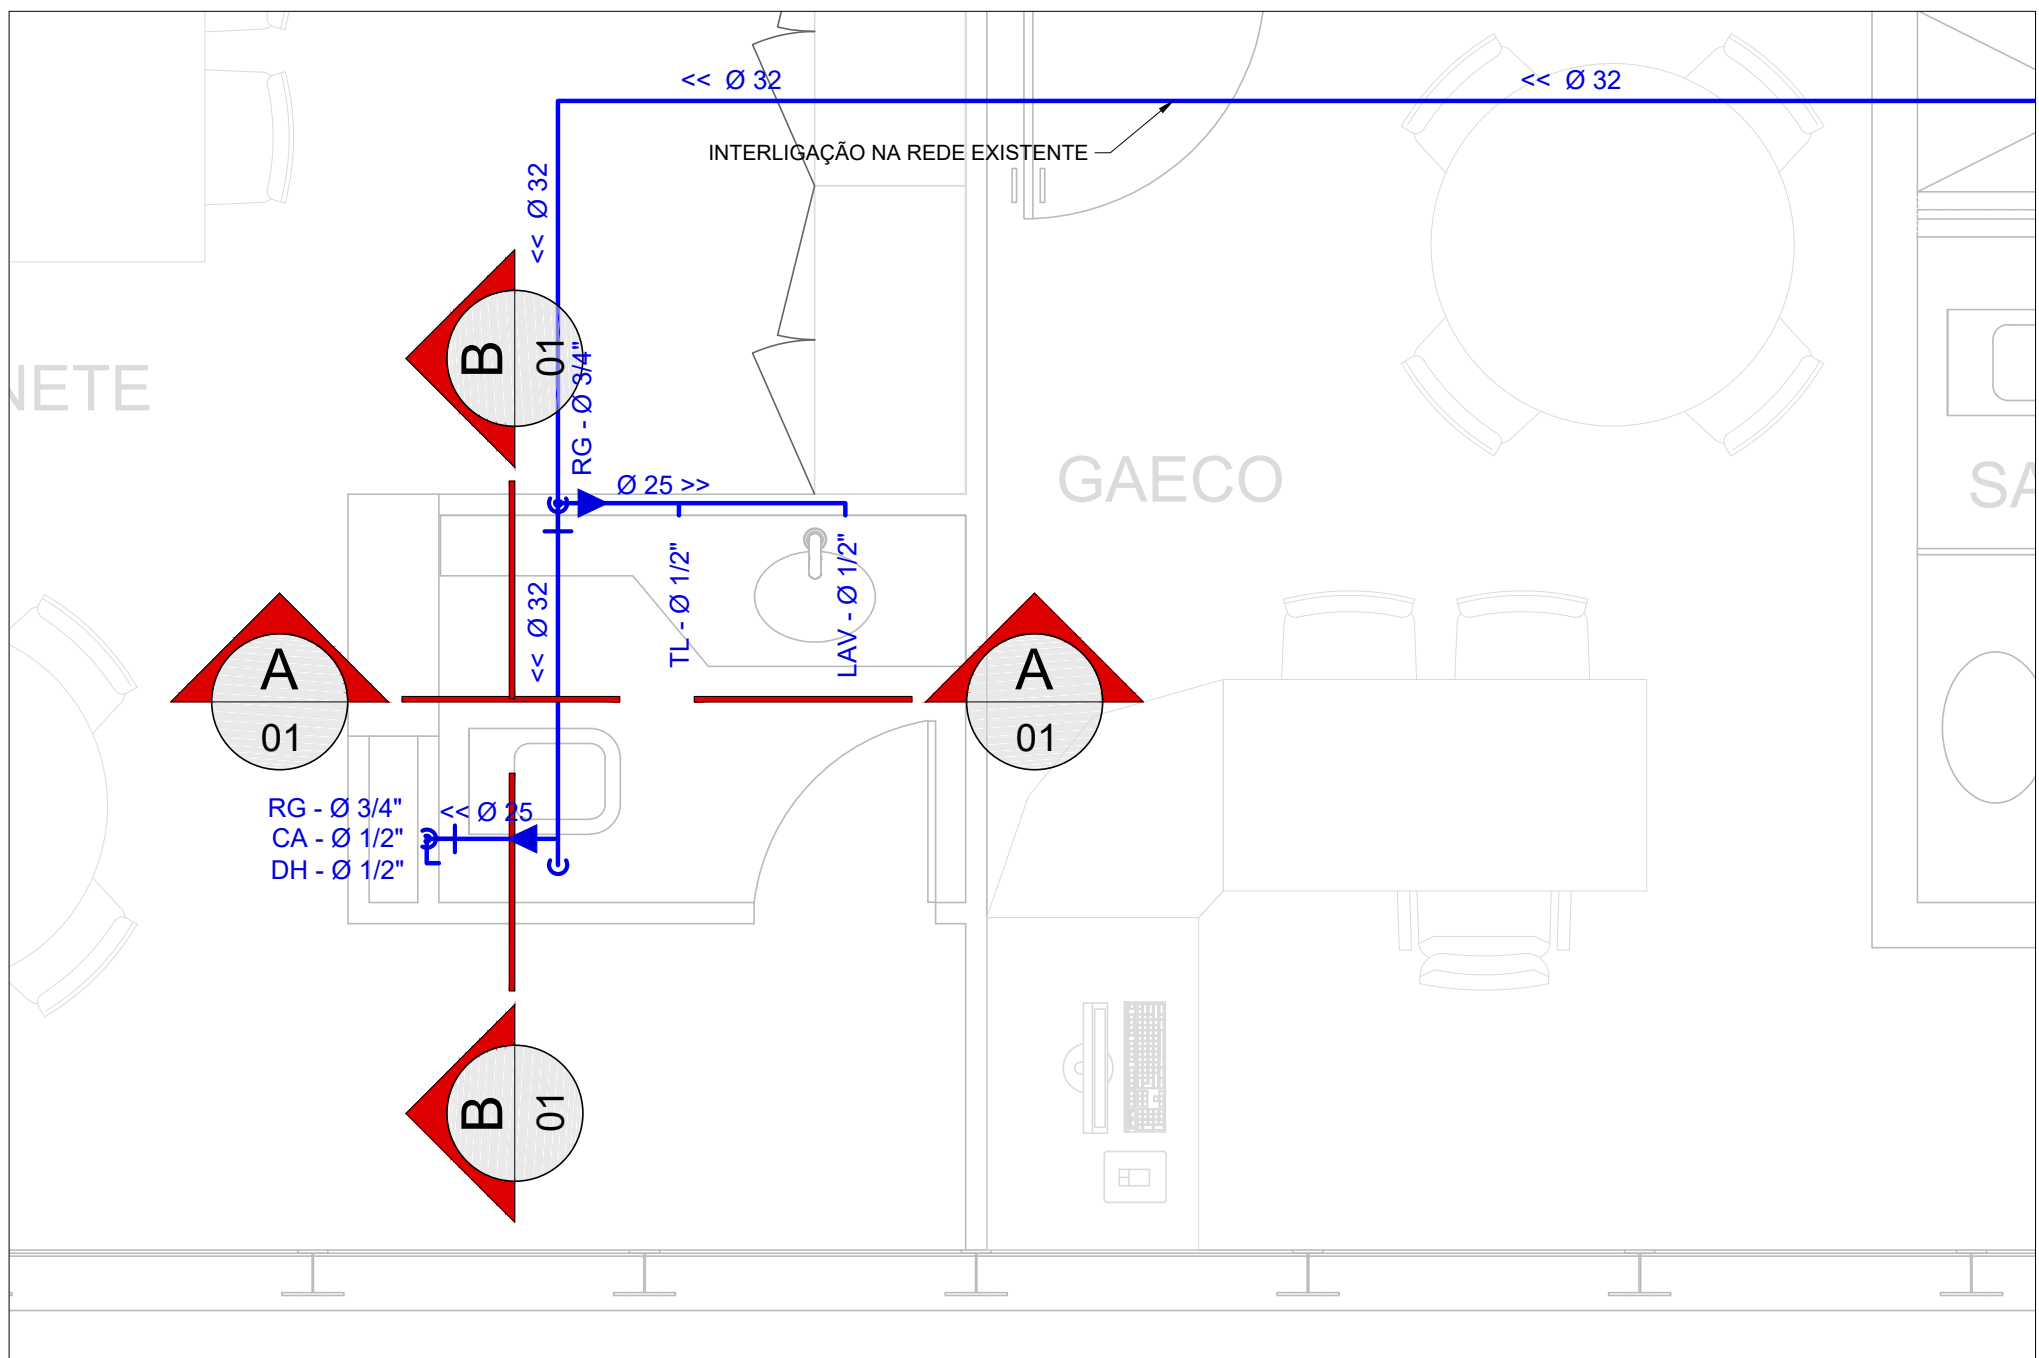 << Ø 32
<< Ø 32
INTERLIGAÇÃO NA REDE EXISTENTE
<< Ø 32
B
01
RG - Ø 3/4"
NETE
GAECO
SA
Ø 25 >>
TL - Ø 1/2"
LAV - Ø 1/2"
<< Ø 32
A
01
A
01
RG - Ø 3/4"
<< Ø 25
CA - Ø 1/2"
DH - Ø 1/2"
B
01